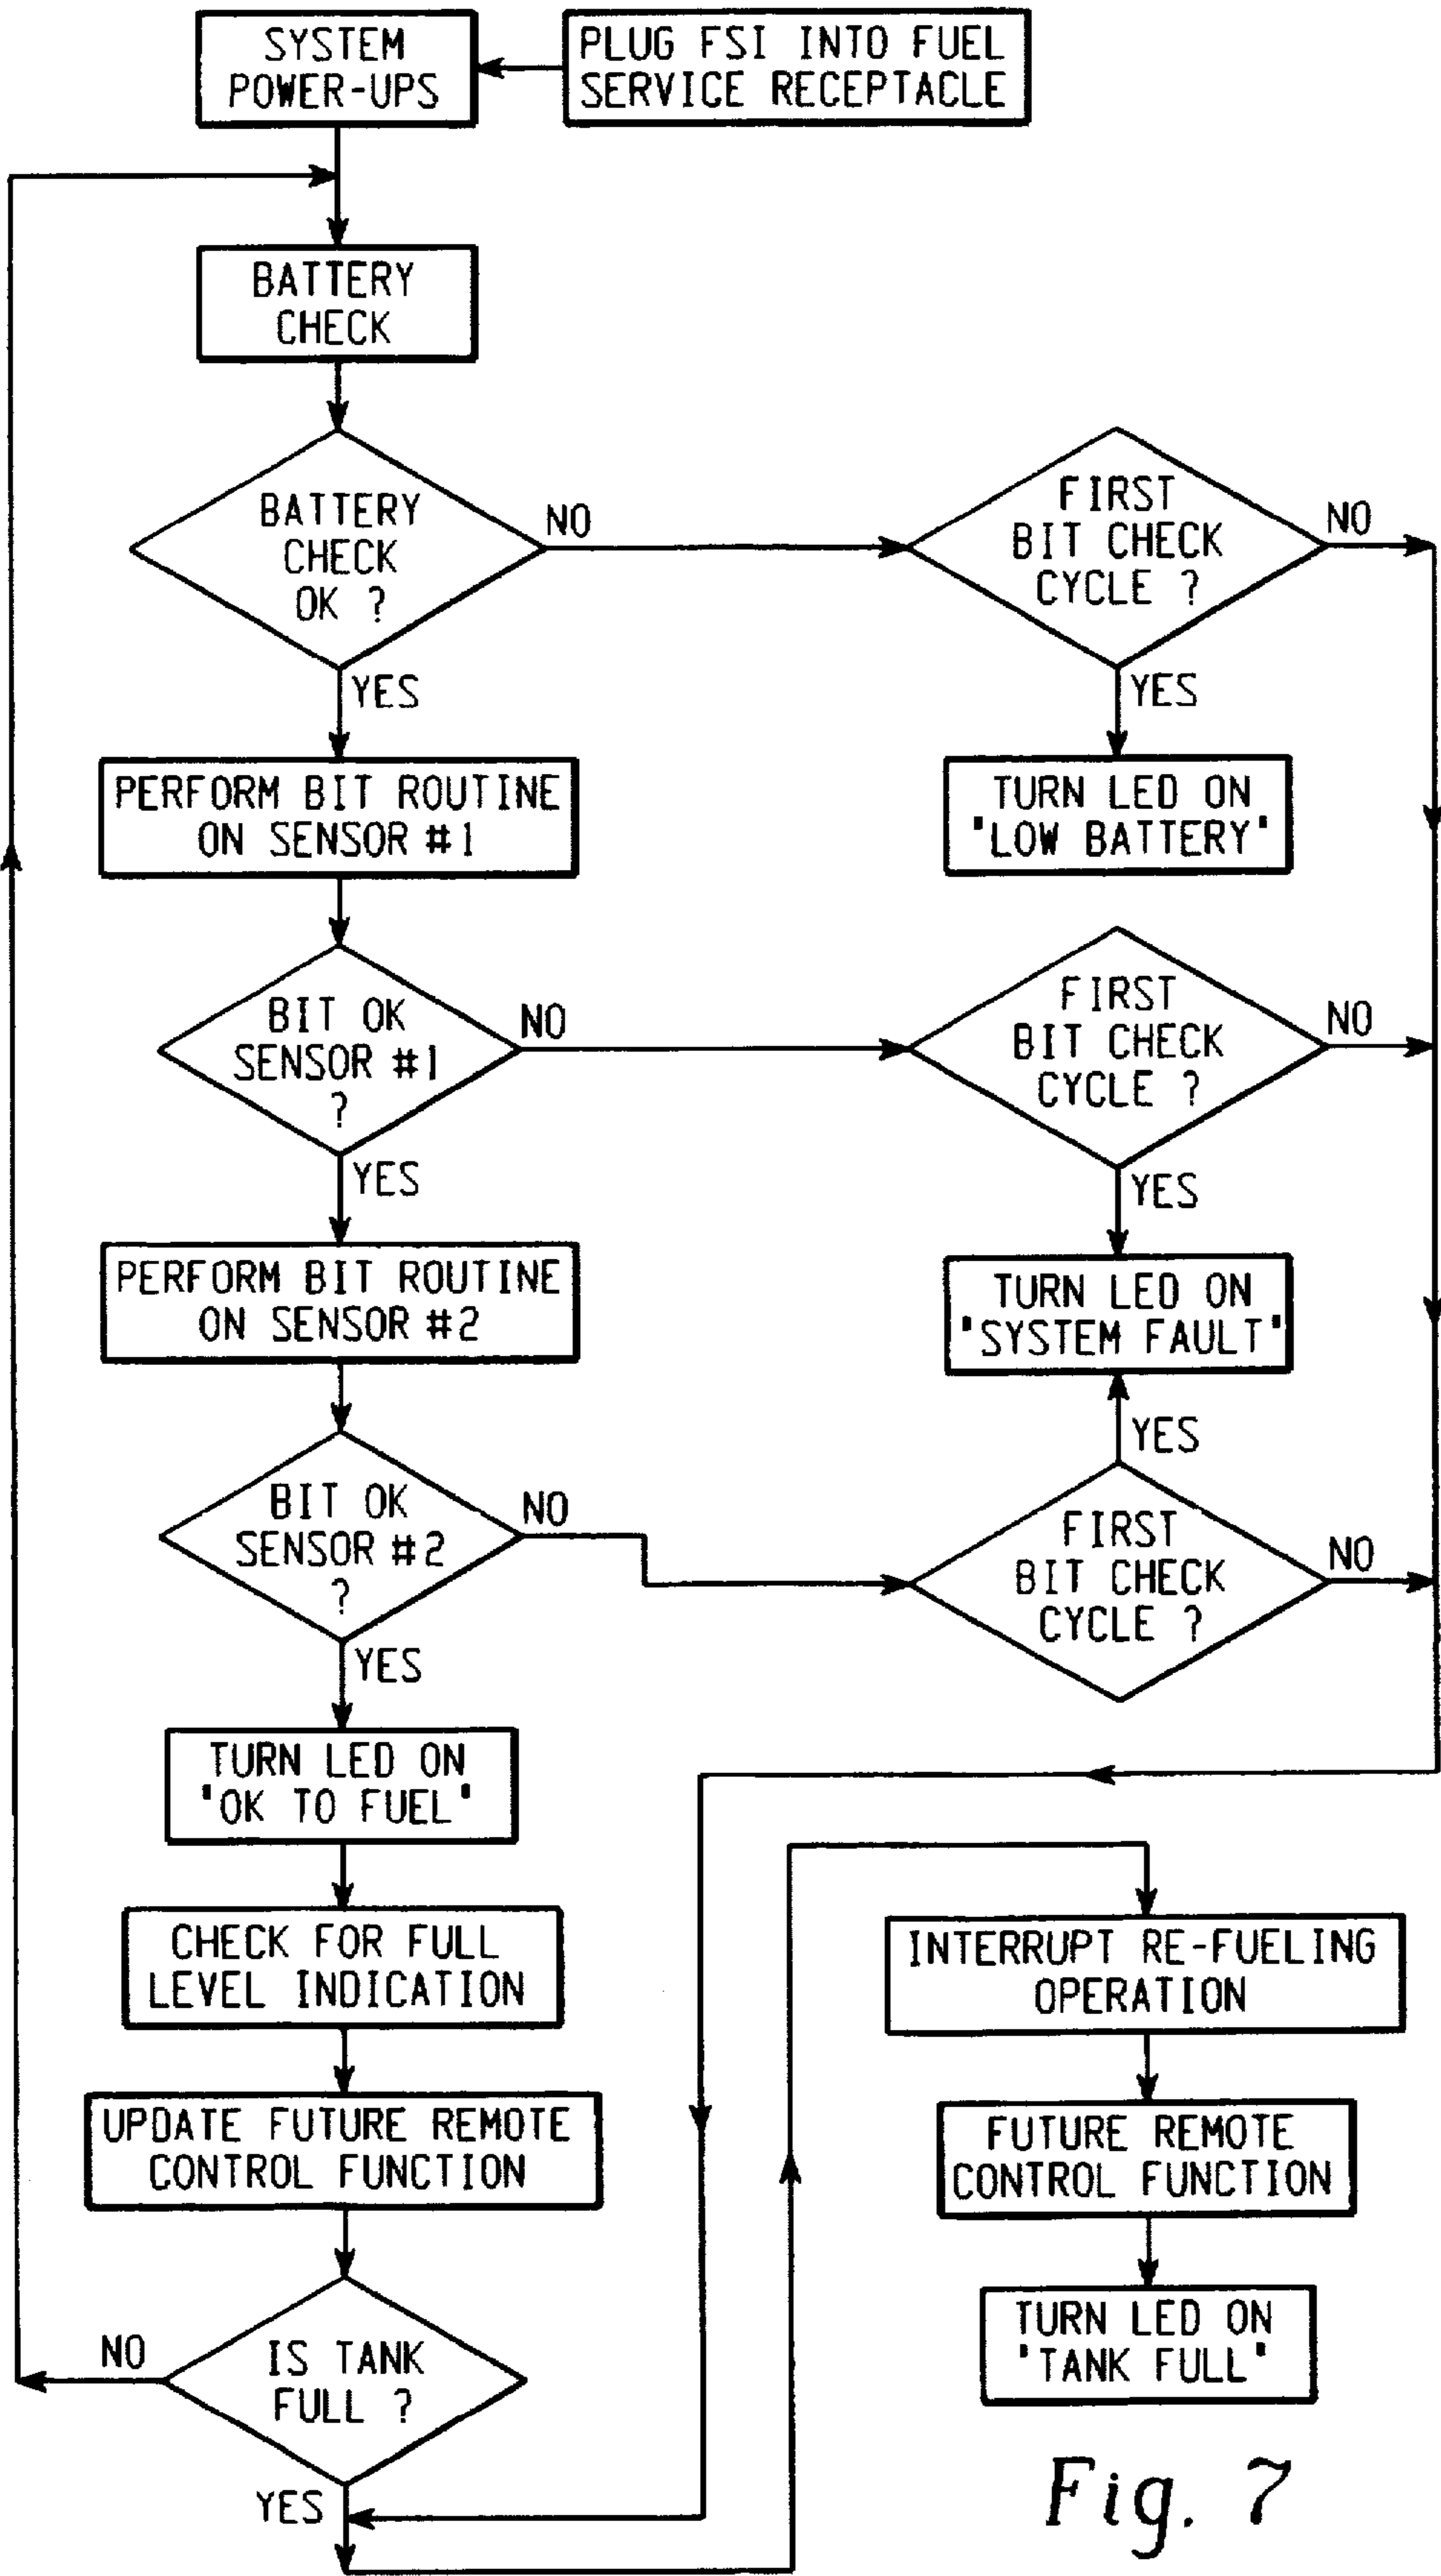 SYSTEM
POWER-UPS
PLUG FSI INTO FUEL
SERVICE RECEPTACLE
BATTERY
CHECK
BATTERY
CHECK
OK ?
NO
YES
FIRST
BIT CHECK
CYCLE ?
NO
YES
PERFORM BIT ROUTINE
ON SENSOR #1
TURN LED ON
"LOW BATTERY"
BIT OK
SENSOR #1
?
NO
YES
FIRST
BIT CHECK
CYCLE ?
NO
YES
PERFORM BIT ROUTINE
ON SENSOR #2
TURN LED ON
"SYSTEM FAULT"
BIT OK
SENSOR #2
?
NO
YES
YES
FIRST
BIT CHECK
CYCLE ?
NO
TURN LED ON
"OK TO FUEL"
CHECK FOR FULL
LEVEL INDICATION
UPDATE FUTURE REMOTE
CONTROL FUNCTION
IS TANK
FULL ?
NO
YES
INTERRUPT RE-FUELING
OPERATION
FUTURE REMOTE
CONTROL FUNCTION
TURN LED ON
"TANK FULL"
Fig. 7